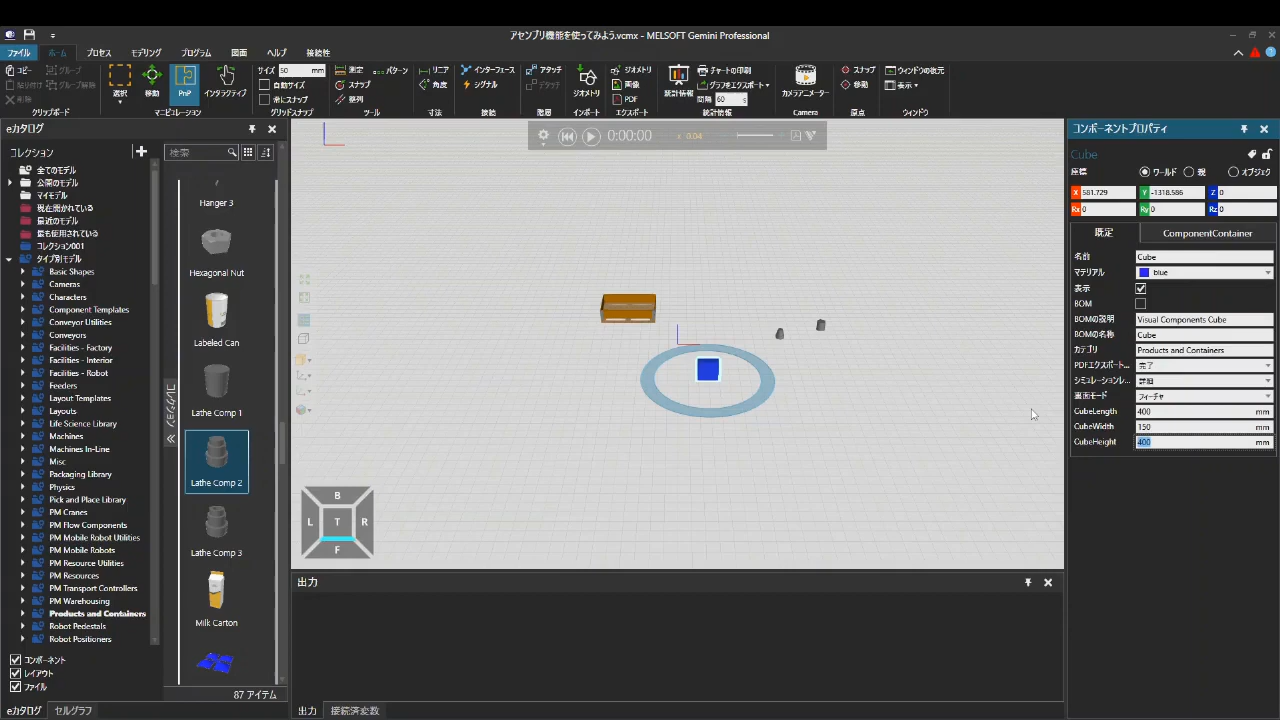 アセンブリ機能を使ってみよう.vcmx - MELSOFT Gemini Professional
ファイル ホーム プロセス モデリング プログラム 図面 ヘルプ 接続性
コピー グループ サイズ 50 mm 測定 パターン リニア インターフェース アタッチ ジオメトリ チャートの印刷 スナップ ウィンドウの復元
貼り付け グループ解除 選択 移動 PnP インタラクティブ 自動サイズ スナップ 角度 シグナル デタッチ ジオメトリ 画像 統計情報 グラフをエクスポート カメラアニメーター 移動 表示
削除 常にスナップ 整列 PDF 間隔 60 s
クリップボード マニピュレーション グリッドスナップ ツール 寸法 接続 階層 インポート エクスポート 統計情報 Camera 原点 ウィンドウ
eカタログ
コレクション
検索
全てのモデル
公開のモデル
マイモデル
現在開かれている
最近のモデル
最も使用されている
コレクション001
タイプ別モデル
Basic Shapes
Cameras
Characters
Component Templates
Conveyor Utilities
Conveyors
Facilities - Factory
Facilities - Interior
Facilities - Robot
Feeders
Layout Templates
Layouts
Life Science Library
Machines
Machines In-Line
Misc
Packaging Library
Physics
Pick and Place Library
PM Cranes
PM Flow Components
PM Mobile Robot Utilities
PM Mobile Robots
PM Resource Utilities
PM Resources
PM Transport Controllers
PM Warehousing
Products and Containers
Robot Pedestals
Robot Positioners
コンポーネント
レイアウト
ファイル
eカタログ セルグラフ
コレクション
Hanger 3
Hexagonal Nut
Labeled Can
Lathe Comp 1
Lathe Comp 2
Lathe Comp 3
Milk Carton
87 アイテム
0:00:00 x 0.04
B
L T R
F
出力
出力 接続済変数
コンポーネントプロパティ
Cube
座標 ワールド 親 オブジェク
X 581.729 Y -1318.586 Z 0
Rx 0 Ry 0 Rz 0
既定 ComponentContainer
名前 Cube
マテリアル blue
表示
BOM
BOMの説明 Visual Components Cube
BOMの名称 Cube
カテゴリ Products and Containers
PDFエクスポート... 完了
シミュレーションレ... 詳細
裏面モード フィーチャ
CubeLength 400 mm
CubeWidth 150 mm
CubeHeight 400 mm